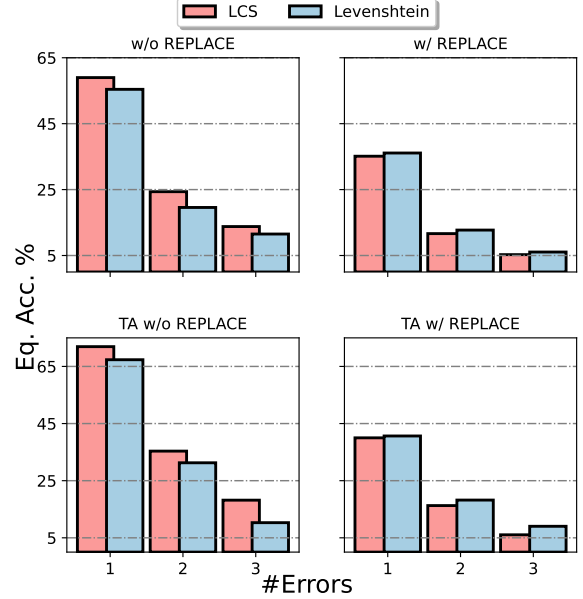 LCS Levenshtein
w/o REPLACE w/ REPLACE
65
45
25
5
Eq. Acc. %
TA w/o REPLACE TA w/ REPLACE
65
45
25
5
1 2 3 1 2 3
#Errors